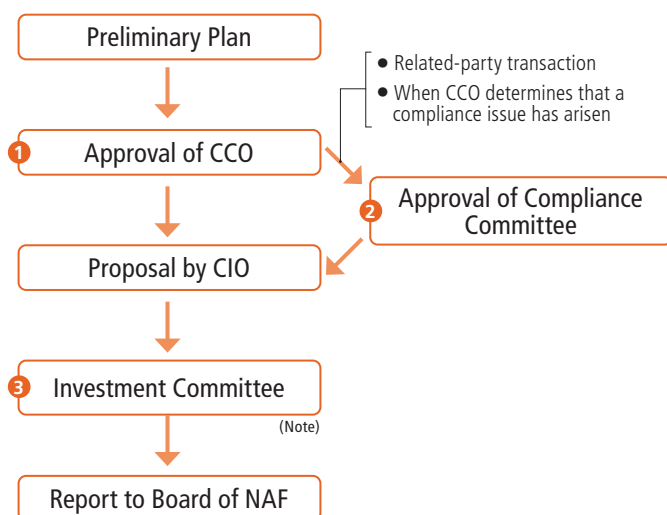 Preliminary Plan
● Related-party transaction
● When CCO determines that a
compliance issue has arisen
1 Approval of CCO
2 Approval of Compliance
Committee
Proposal by CIO
3 Investment Committee
(Note)
Report to Board of NAF